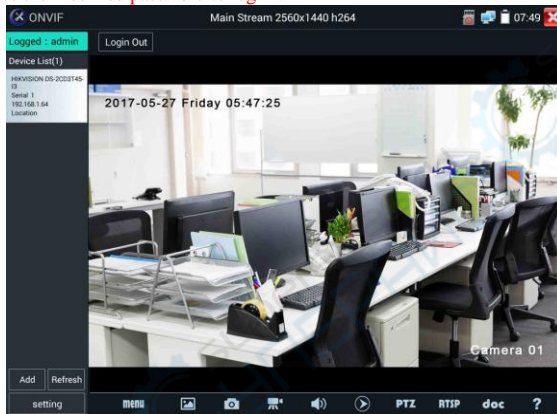 ONVIF
Main Stream 2560x1440 h264
07:49
Logged : admin
Login Out
Device List(1)
HIKVISION DS-2CD3T45-
I3
Serial 1
192.168.1.64
Location
2017-05-27 Friday 05:47:25
Camera 01
Add
Refresh
setting
menu
PTZ
RTSP
doc
?